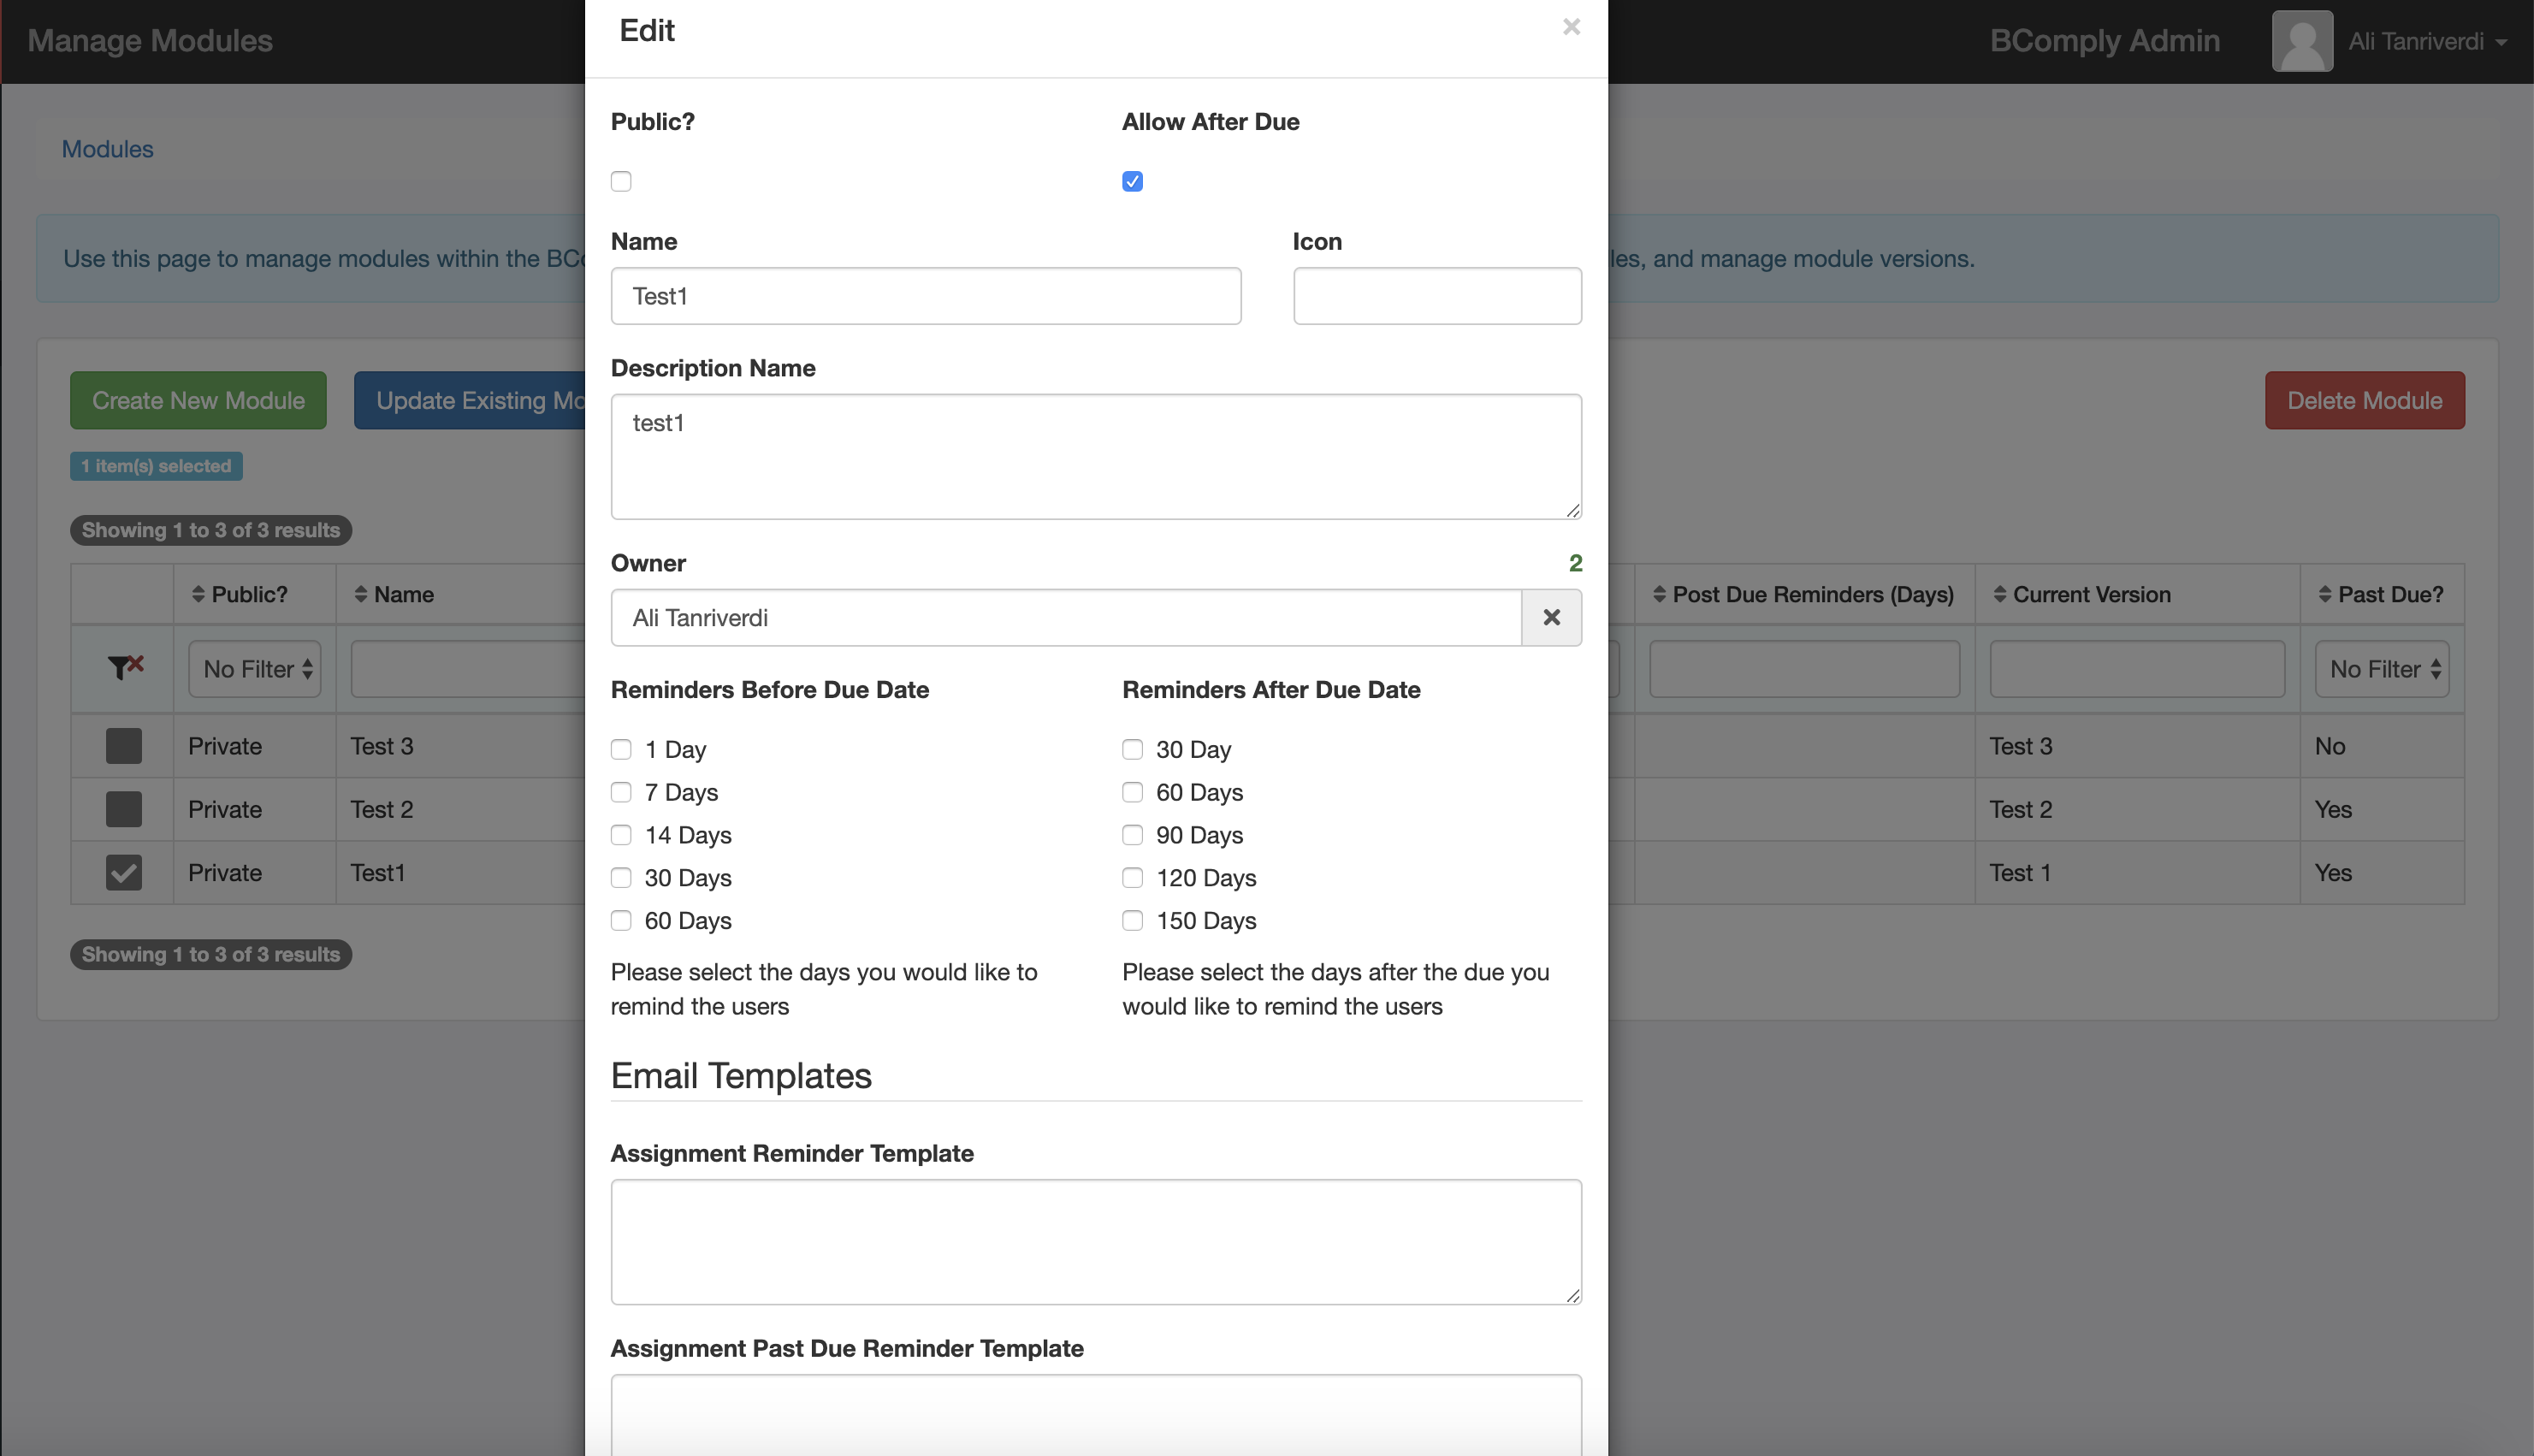 Manage Modules
BComply Admin
Ali Tanriverdi
Modules
Use this page to manage modules within the BCo
les, and manage module versions.
Create New Module
Update Existing Mo
Delete Module
1 item(s) selected
Showing 1 to 3 of 3 results
Public?
Name
Post Due Reminders (Days)
Current Version
Past Due?
No Filter
No Filter
Private
Test 3
Test 3
No
Private
Test 2
Test 2
Yes
Private
Test1
Test 1
Yes
Showing 1 to 3 of 3 results
Edit
×
Public?
Allow After Due
Name
Icon
Test1
Description Name
test1
Owner
2
Ali Tanriverdi
Reminders Before Due Date
1 Day
7 Days
14 Days
30 Days
60 Days
Please select the days you would like to
remind the users
Reminders After Due Date
30 Day
60 Days
90 Days
120 Days
150 Days
Please select the days after the due you
would like to remind the users
Email Templates
Assignment Reminder Template
Assignment Past Due Reminder Template